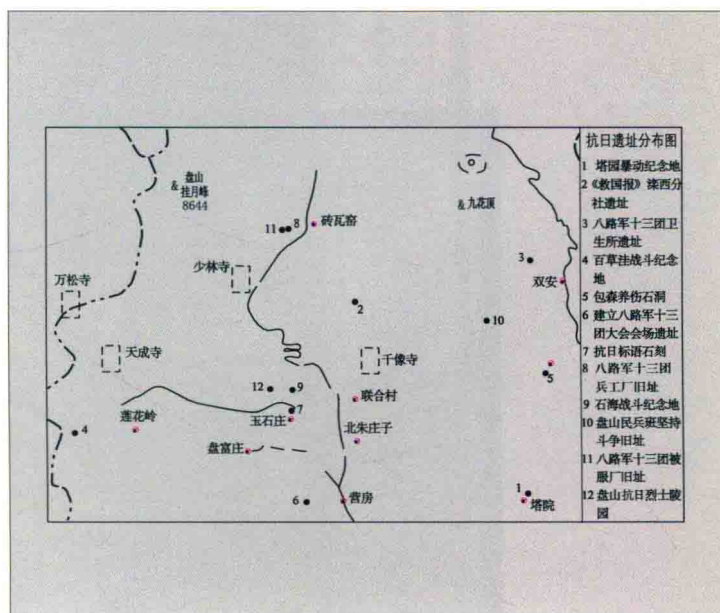 抗日遗址分布图
1 塔园暴动纪念地
2《救国报》滦西分
社遗址
3 八路军十三团卫
生所遗址
4 百草洼战斗纪念
地
5 包森养伤石洞
6 建立八路军十三
团大会会场遗址
7 抗日标语石刻
8 八路军十三团
兵工厂旧址
9 石海战斗纪念地
10 盘山民兵班坚持
斗争旧址
11 八路军十三团被
服厂旧址
12 盘山抗日烈士陵
园
盘山
& 挂月峰
8644
& 九花顶
11 8
砖瓦窑
少林寺
3
万松寺
双安
2
10
天成寺
千像寺
5
12 9
联合村
莲花岭
7
玉石庄
4
北朱庄子
盘富庄
1
6
营房
塔院